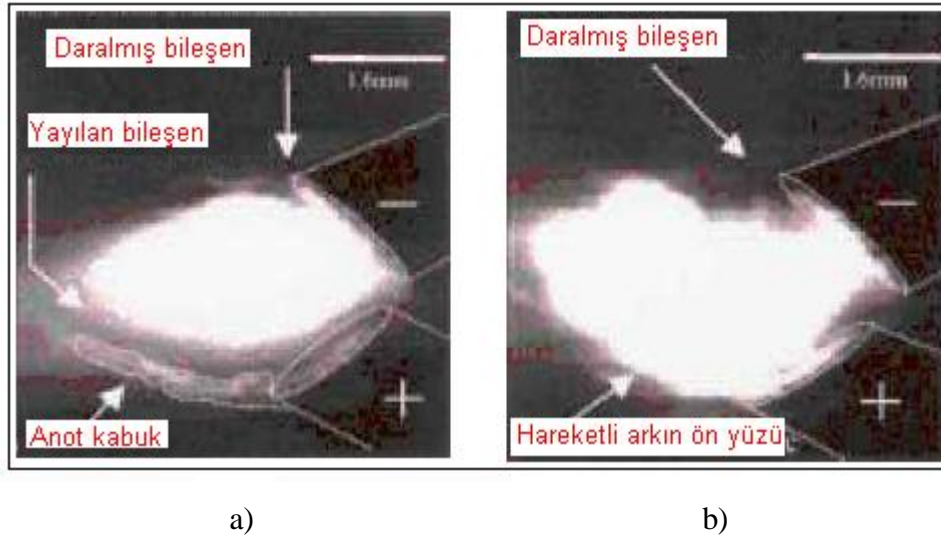 Daralmış bileşen
1.6mm
Yayılan bileşen
−
+
Anot kabuk
Daralmış bileşen
1.6mm
−
+
Hareketli arkın ön yüzü
a)
b)